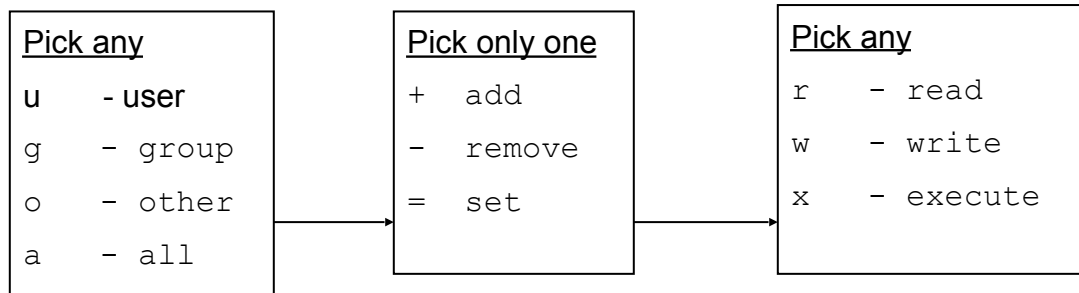 Pick any
u - user
g - group
o - other
a - all
Pick only one
+ add
- remove
= set
Pick any
r - read
w - write
x - execute